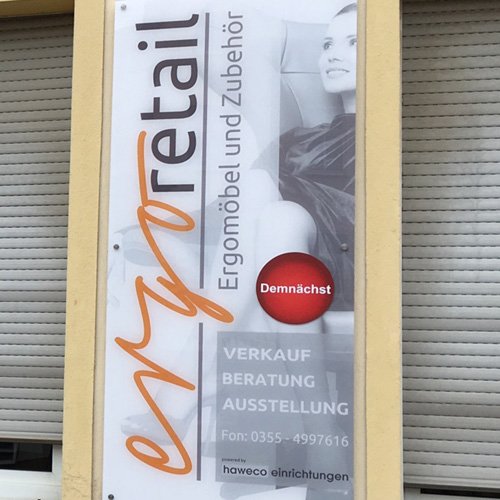 ergoretail
Ergomöbel und Zubehör
Demnächst
VERKAUF
BERATUNG
AUSSTELLUNG
Fon: 0355 - 4997616
powered by
haweco einrichtungen